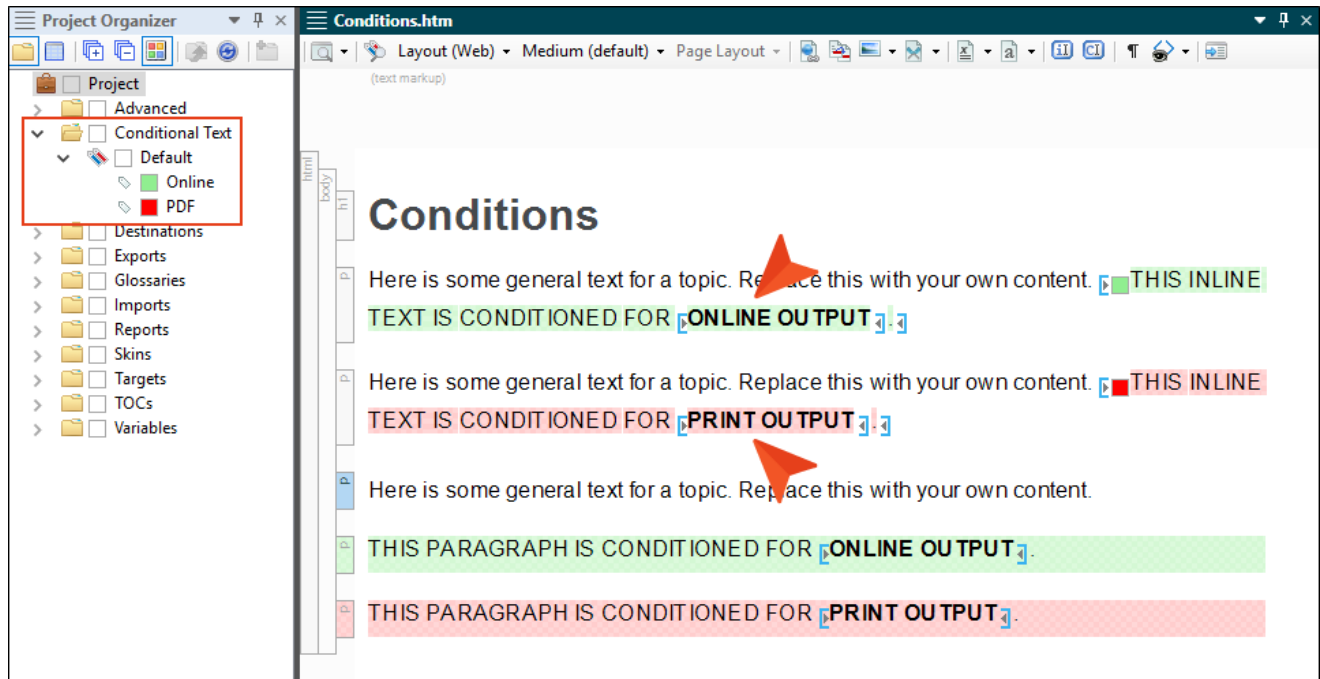 Project Organizer
Conditions.htm
Layout (Web) Medium (default) Page Layout
Project
Advanced
Conditional Text
Default
Online
PDF
Destinations
Exports
Glossaries
Imports
Reports
Skins
Targets
TOCs
Variables
(text markup)
html
body
h1
Conditions
p
Here is some general text for a topic. Replace this with your own content. THIS INLINE
TEXT IS CONDITIONED FOR ONLINE OUTPUT.
p
Here is some general text for a topic. Replace this with your own content. THIS INLINE
TEXT IS CONDITIONED FOR PRINT OUTPUT.
p
Here is some general text for a topic. Replace this with your own content.
p
THIS PARAGRAPH IS CONDITIONED FOR ONLINE OUTPUT.
p
THIS PARAGRAPH IS CONDITIONED FOR PRINT OUTPUT.